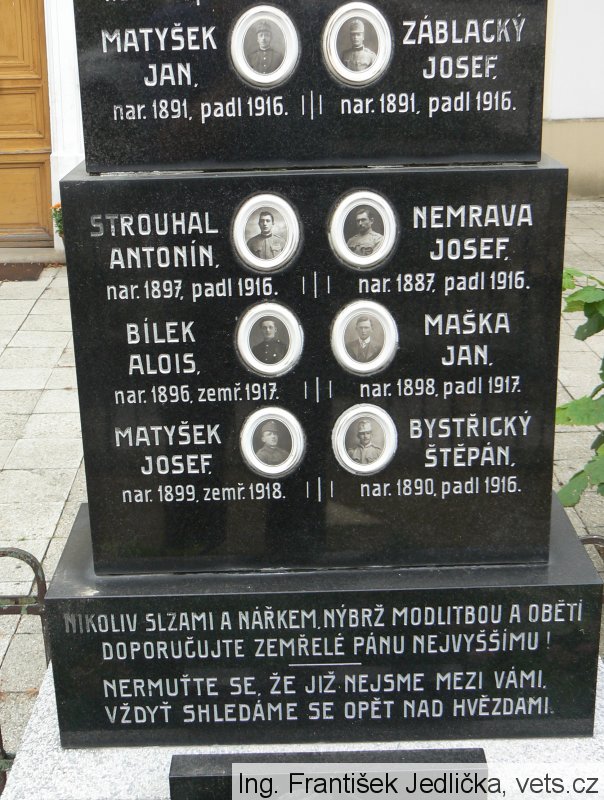 MATYŠEK
JAN,
nar. 1891, padl 1916.
ZÁBLACKÝ
JOSEF,
nar. 1891, padl 1916.
STROUHAL
ANTONÍN,
nar. 1897, padl 1916.
NEMRAVA
JOSEF,
nar. 1887, padl 1916.
BÍLEK
ALOIS,
nar. 1896, zemř. 1917.
MAŠKA
JAN,
nar. 1898, padl 1917.
MATYŠEK
JOSEF,
nar. 1899, zemř. 1918.
BYSTŘICKÝ
ŠTĚPÁN,
nar. 1890, padl 1916.
NIKOLIV SLZAMI A NÁŘKEM, NÝBRŽ MODLITBOU A OBĚTÍ
DOPORUČUJTE ZEMŘELÉ PÁNU NEJVYŠŠÍMU !
NERMUŤTE SE, ŽE JIŽ NEJSME MEZI VÁMI,
VŽDYŤ SHLEDÁME SE OPĚT NAD HVĚZDAMI.
Ing. František Jedlička, vets.cz